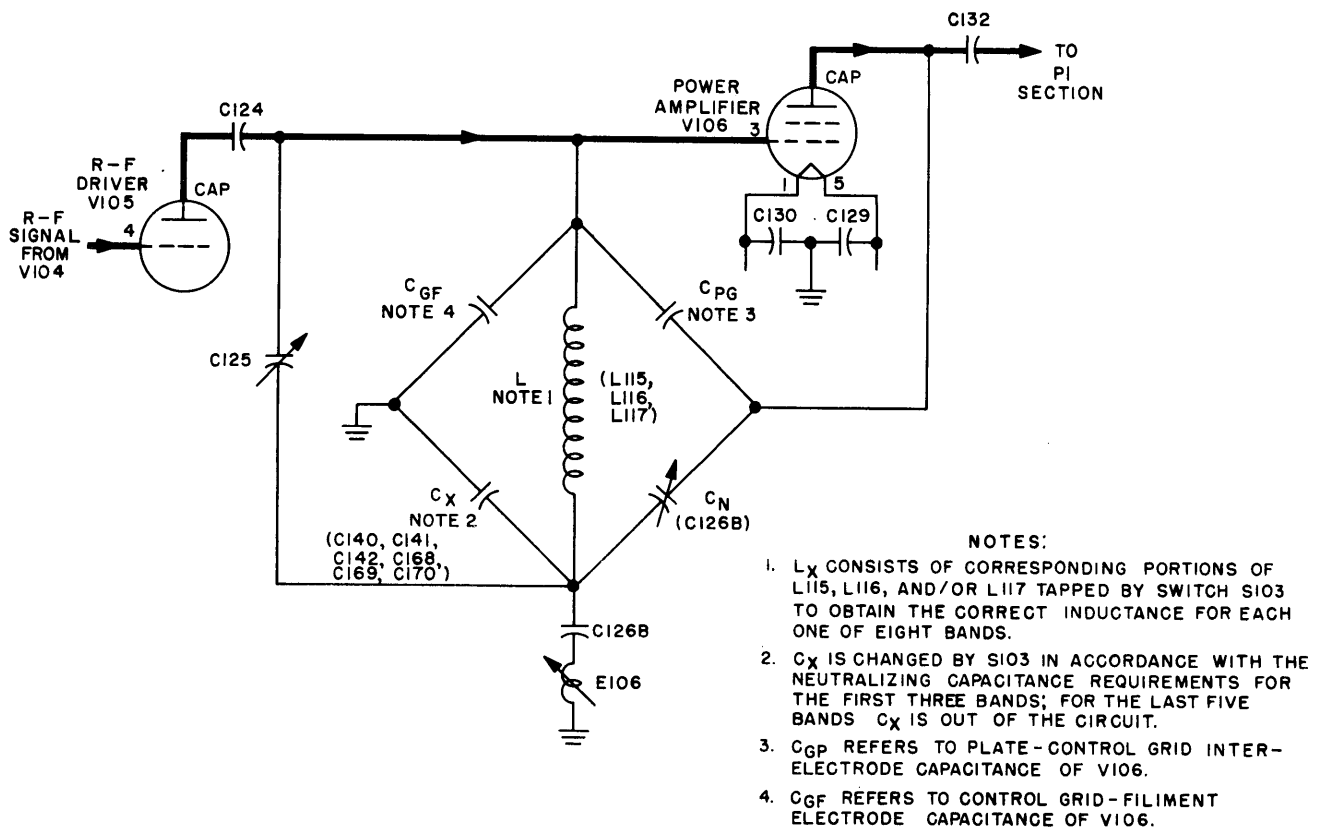 C132
TO
PI
SECTION
CAP
POWER
AMPLIFIER
V106
3
1
5
C130
C129
C124
R-F
DRIVER
V105
CAP
R-F
SIGNAL
FROM
V104
4
CGF
NOTE 4
CPG
NOTE 3
C125
L
NOTE 1
(L115,
L116,
L117)
CX
NOTE 2
(C140, C141,
C142, C168,
C169, C170)
CN
(C126B)
C126B
E106
NOTES:
1. LX CONSISTS OF CORRESPONDING PORTIONS OF
L115, L116, AND/OR L117 TAPPED BY SWITCH S103
TO OBTAIN THE CORRECT INDUCTANCE FOR EACH
ONE OF EIGHT BANDS.
2. CX IS CHANGED BY S103 IN ACCORDANCE WITH THE
NEUTRALIZING CAPACITANCE REQUIREMENTS FOR
THE FIRST THREE BANDS; FOR THE LAST FIVE
BANDS CX IS OUT OF THE CIRCUIT.
3. CGP REFERS TO PLATE-CONTROL GRID INTER-
ELECTRODE CAPACITANCE OF V106.
4. CGF REFERS TO CONTROL GRID-FILIMENT
ELECTRODE CAPACITANCE OF V106.